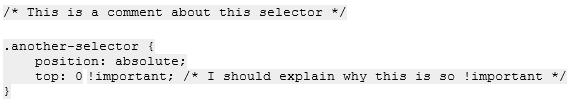 /* This is a comment about this selector */
.another-selector {
    position: absolute;
    top: 0 !important; /* I should explain why this is so !important */
}